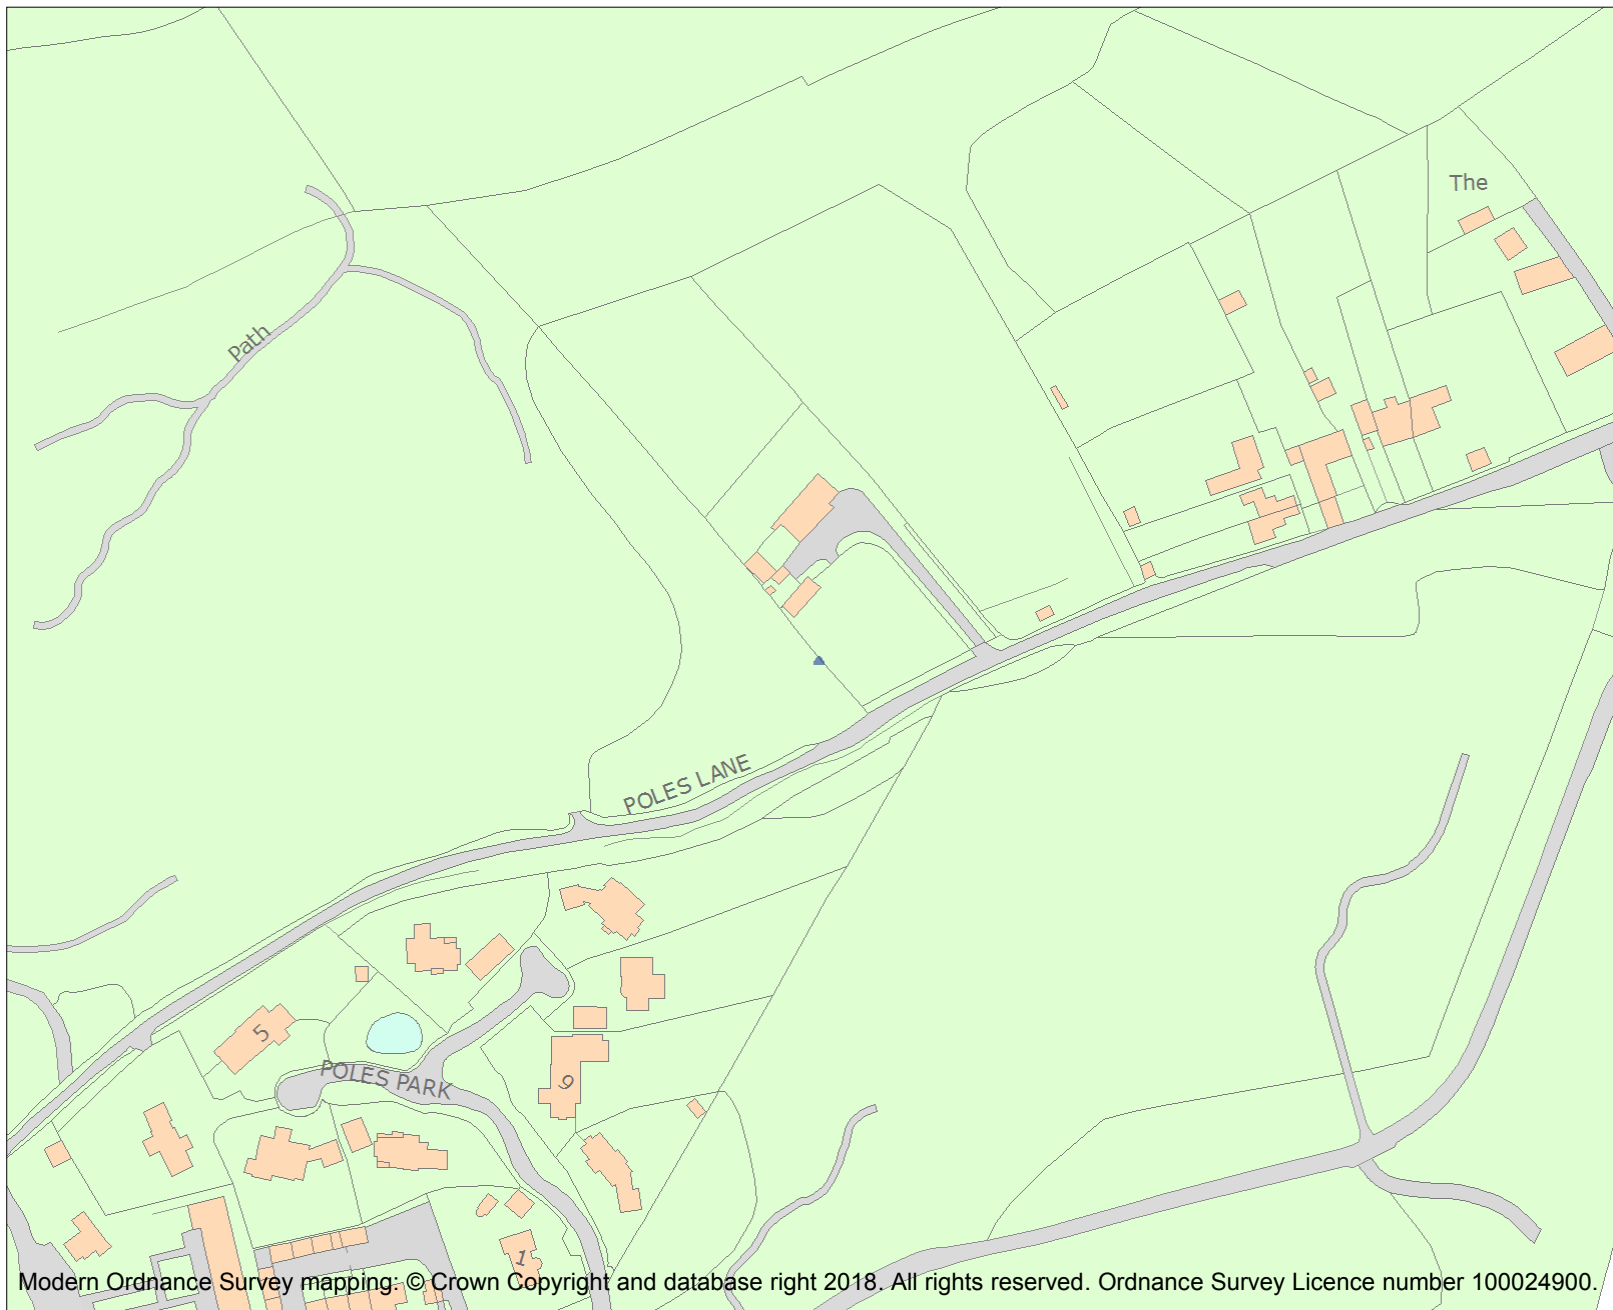 The
Path
POLES LANE
5
POLES PARK
9
1
Modern Ordnance Survey mapping: © Crown Copyright and database right 2018. All rights reserved. Ordnance Survey Licence number 100024900.